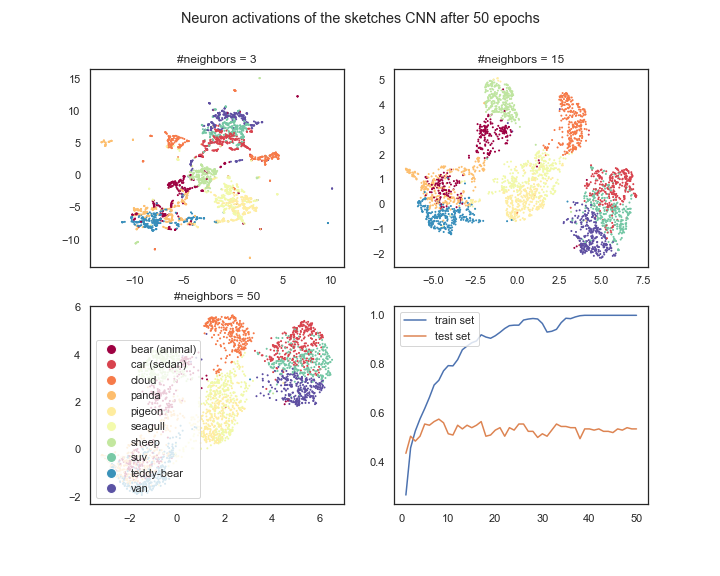 Neuron activations of the sketches CNN after 50 epochs
#neighbors = 3
15
10
5
0
−5
−10
−10
−5
0
5
10
#neighbors = 15
5
4
3
2
1
0
−1
−2
−5.0
−2.5
0.0
2.5
5.0
7.5
#neighbors = 50
6
4
2
0
−2
−2
0
2
4
6
bear (animal)
car (sedan)
cloud
panda
pigeon
seagull
sheep
suv
teddy-bear
van
1.0
0.8
0.6
0.4
0
10
20
30
40
50
train set
test set